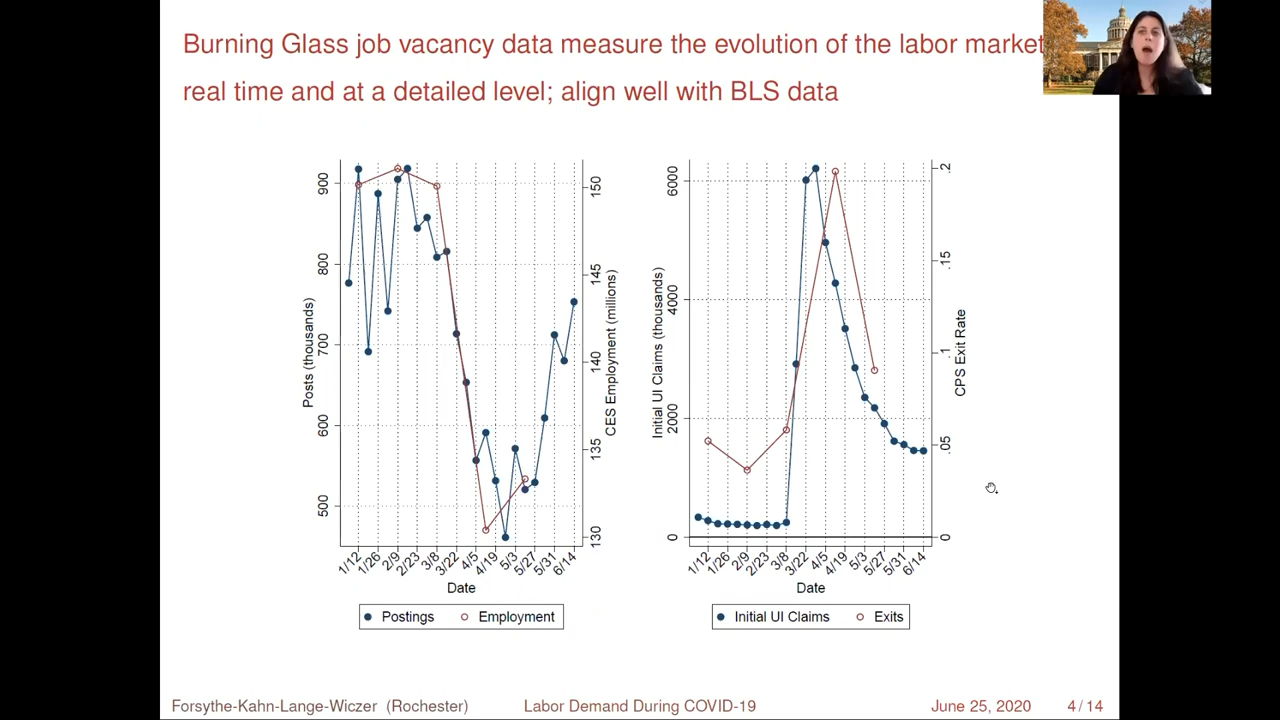 Burning Glass job vacancy data measure the evolution of the labor market
real time and at a detailed level; align well with BLS data
Posts (thousands)
900
800
700
600
500
CES Employment (millions)
150
145
140
135
130
1/12
1/26
2/9
2/23
3/8
3/22
4/5
4/19
5/3
5/27
5/31
6/14
Date
Postings
Employment
Initial UI Claims (thousands)
6000
4000
2000
0
CPS Exit Rate
.2
.15
.1
.05
0
1/12
1/26
2/9
2/23
3/8
3/22
4/5
4/19
5/3
5/27
5/31
6/14
Date
Initial UI Claims
Exits
Forsythe-Kahn-Lange-Wiczer (Rochester)
Labor Demand During COVID-19
June 25, 2020
4 / 14